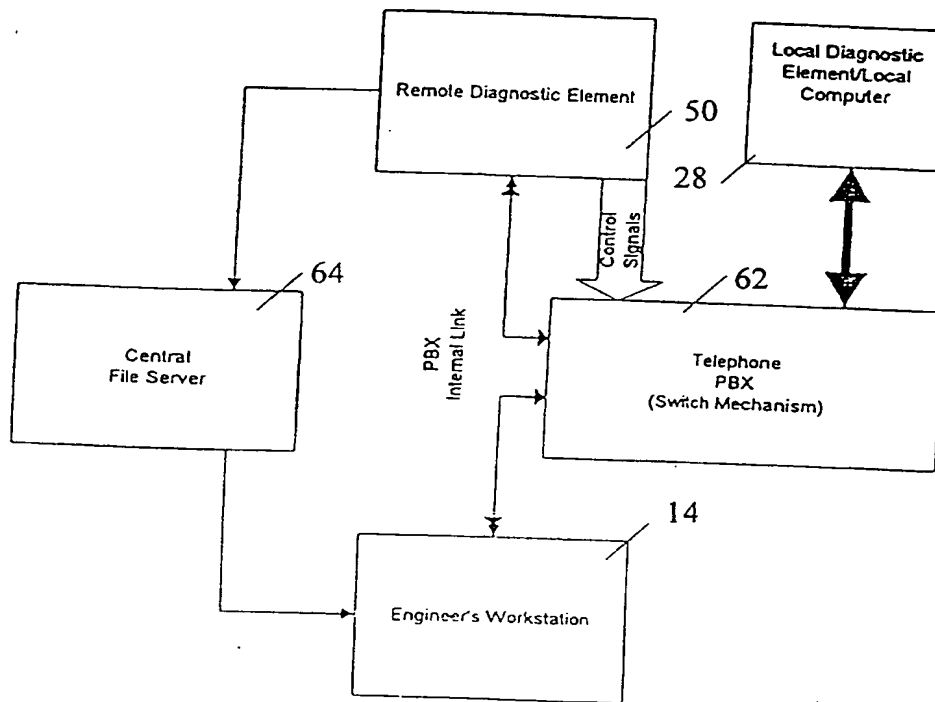 Remote Diagnostic Element
50
Local Diagnostic
Element/Local
Computer
28
Control
Signals
64
62
Central
File Server
PBX
Internal Link
Telephone
PBX
(Switch Mechanism)
14
Engineer's Workstation